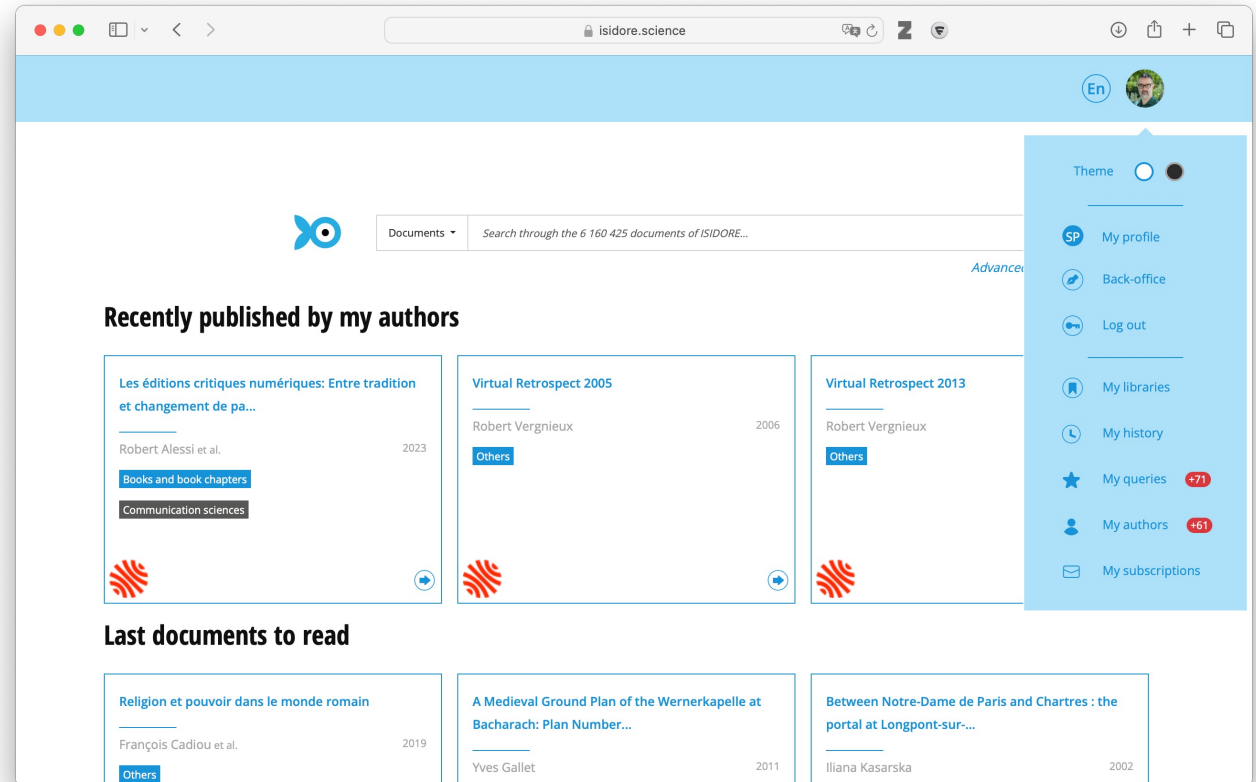 isidore.science
En
Theme
SP My profile
Back-office
Log out
My libraries
My history
My queries +71
My authors +61
My subscriptions
Documents
Search through the 6 160 425 documents of ISIDORE...
Advanced
Recently published by my authors
Les éditions critiques numériques: Entre tradition
et changement de pa...
Robert Alessi et al. 2023
Books and book chapters
Communication sciences
Virtual Retrospect 2005
Robert Vergnieux 2006
Others
Virtual Retrospect 2013
Robert Vergnieux
Others
Last documents to read
Religion et pouvoir dans le monde romain
François Cadiou et al. 2019
Others
A Medieval Ground Plan of the Wernerkapelle at
Bacharach: Plan Number...
Yves Gallet 2011
Between Notre-Dame de Paris and Chartres : the
portal at Longpont-sur-...
Iliana Kasarska 2002